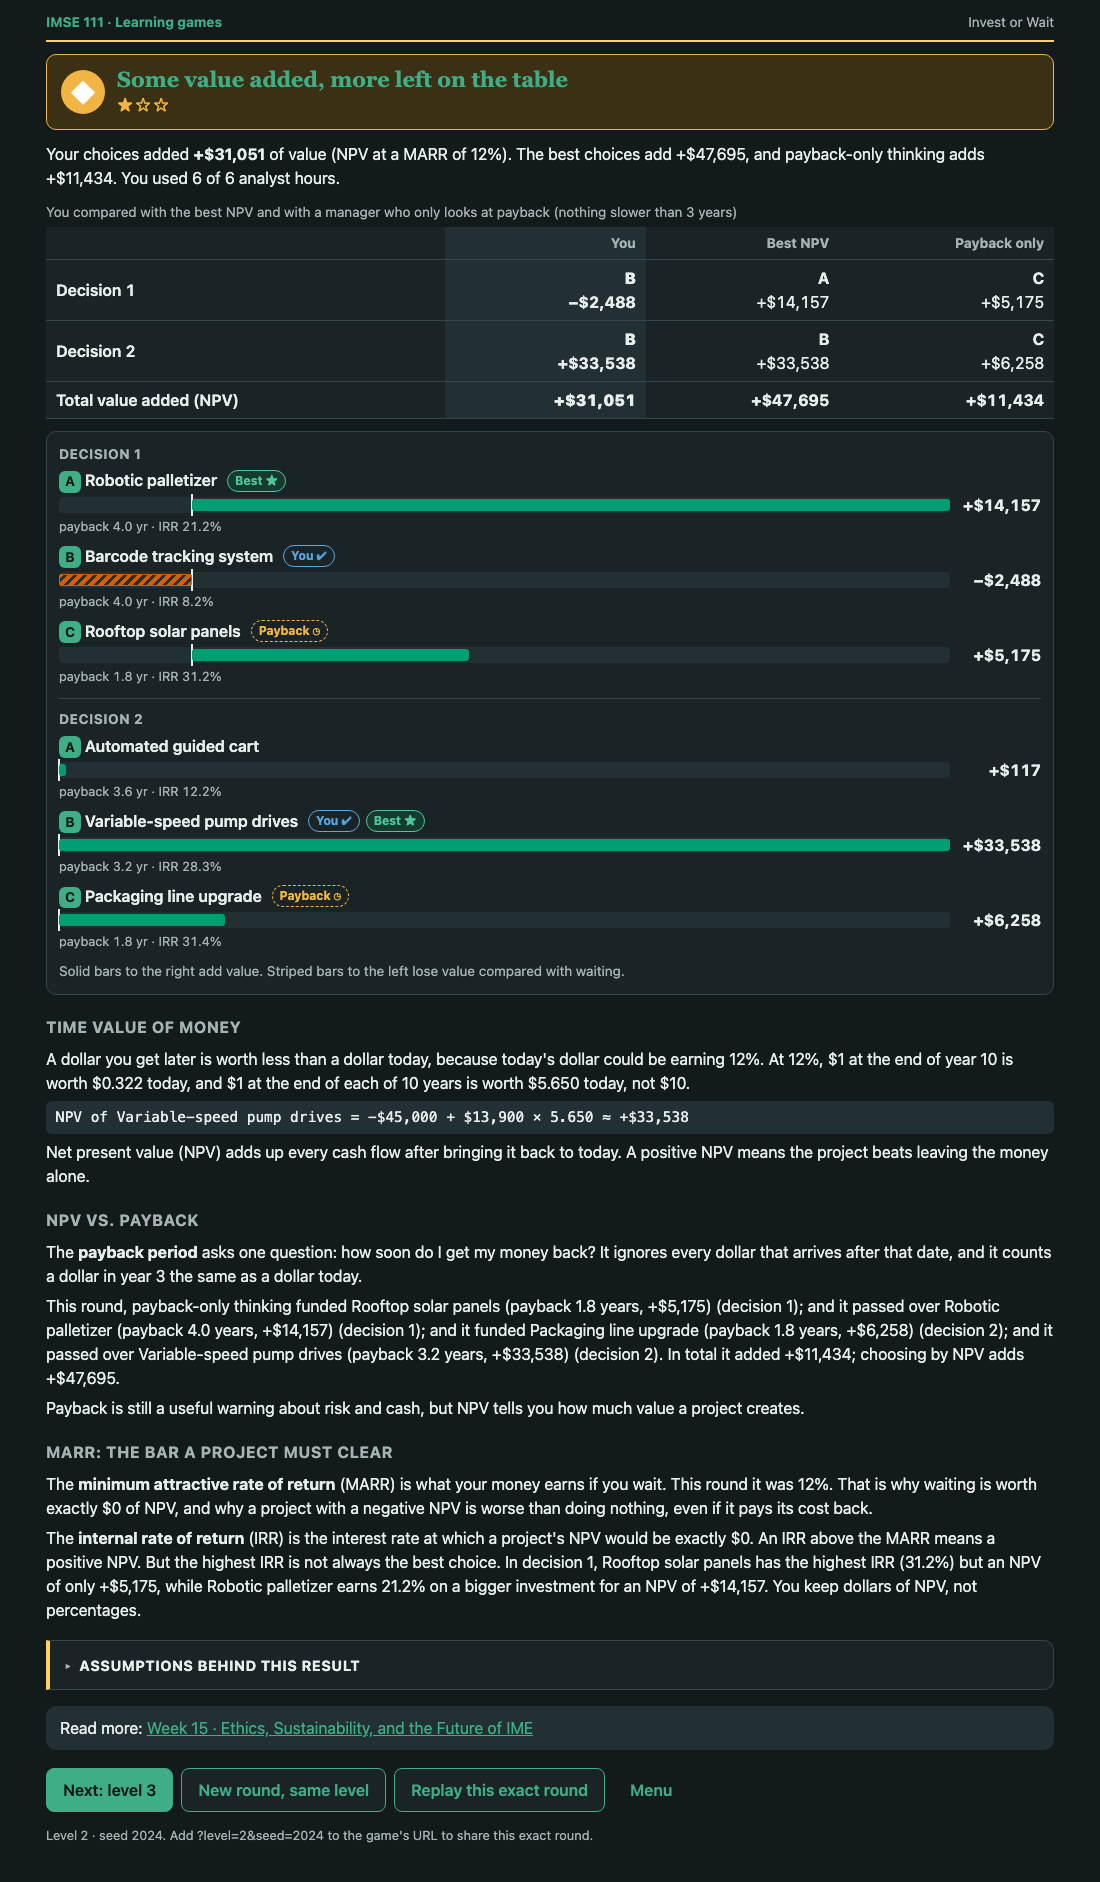 IMSE 111 · Learning games
Invest or Wait
Some value added, more left on the table
Your choices added +$31,051 of value (NPV at a MARR of 12%). The best choices add +$47,695, and payback-only thinking adds
+$11,434. You used 6 of 6 analyst hours.
You compared with the best NPV and with a manager who only looks at payback (nothing slower than 3 years)
You Best NPV Payback only
Decision 1
B A C
−$2,488 +$14,157 +$5,175
Decision 2
B B C
+$33,538 +$33,538 +$6,258
Total value added (NPV) +$31,051 +$47,695 +$11,434
DECISION 1
A Robotic palletizer Best ★
+$14,157
payback 4.0 yr · IRR 21.2%
B Barcode tracking system You ✔
−$2,488
payback 4.0 yr · IRR 8.2%
C Rooftop solar panels Payback ◷
+$5,175
payback 1.8 yr · IRR 31.2%
DECISION 2
A Automated guided cart
+$117
payback 3.6 yr · IRR 12.2%
B Variable-speed pump drives You ✔ Best ★
+$33,538
payback 3.2 yr · IRR 28.3%
C Packaging line upgrade Payback ◷
+$6,258
payback 1.8 yr · IRR 31.4%
Solid bars to the right add value. Striped bars to the left lose value compared with waiting.
TIME VALUE OF MONEY
A dollar you get later is worth less than a dollar today, because today's dollar could be earning 12%. At 12%, $1 at the end of year 10 is
worth $0.322 today, and $1 at the end of each of 10 years is worth $5.650 today, not $10.
NPV of Variable-speed pump drives = −$45,000 + $13,900 × 5.650 ≈ +$33,538
Net present value (NPV) adds up every cash flow after bringing it back to today. A positive NPV means the project beats leaving the money
alone.
NPV VS. PAYBACK
The payback period asks one question: how soon do I get my money back? It ignores every dollar that arrives after that date, and it counts
a dollar in year 3 the same as a dollar today.
This round, payback-only thinking funded Rooftop solar panels (payback 1.8 years, +$5,175) (decision 1); and it passed over Robotic
palletizer (payback 4.0 years, +$14,157) (decision 1); and it funded Packaging line upgrade (payback 1.8 years, +$6,258) (decision 2); and it
passed over Variable-speed pump drives (payback 3.2 years, +$33,538) (decision 2). In total it added +$11,434; choosing by NPV adds
+$47,695.
Payback is still a useful warning about risk and cash, but NPV tells you how much value a project creates.
MARR: THE BAR A PROJECT MUST CLEAR
The minimum attractive rate of return (MARR) is what your money earns if you wait. This round it was 12%. That is why waiting is worth
exactly $0 of NPV, and why a project with a negative NPV is worse than doing nothing, even if it pays its cost back.
The internal rate of return (IRR) is the interest rate at which a project's NPV would be exactly $0. An IRR above the MARR means a
positive NPV. But the highest IRR is not always the best choice. In decision 1, Rooftop solar panels has the highest IRR (31.2%) but an NPV
of only +$5,175, while Robotic palletizer earns 21.2% on a bigger investment for an NPV of +$14,157. You keep dollars of NPV, not
percentages.
▸ ASSUMPTIONS BEHIND THIS RESULT
Read more: Week 15 · Ethics, Sustainability, and the Future of IME
Next: level 3 New round, same level Replay this exact round Menu
Level 2 · seed 2024. Add ?level=2&seed=2024 to the game's URL to share this exact round.